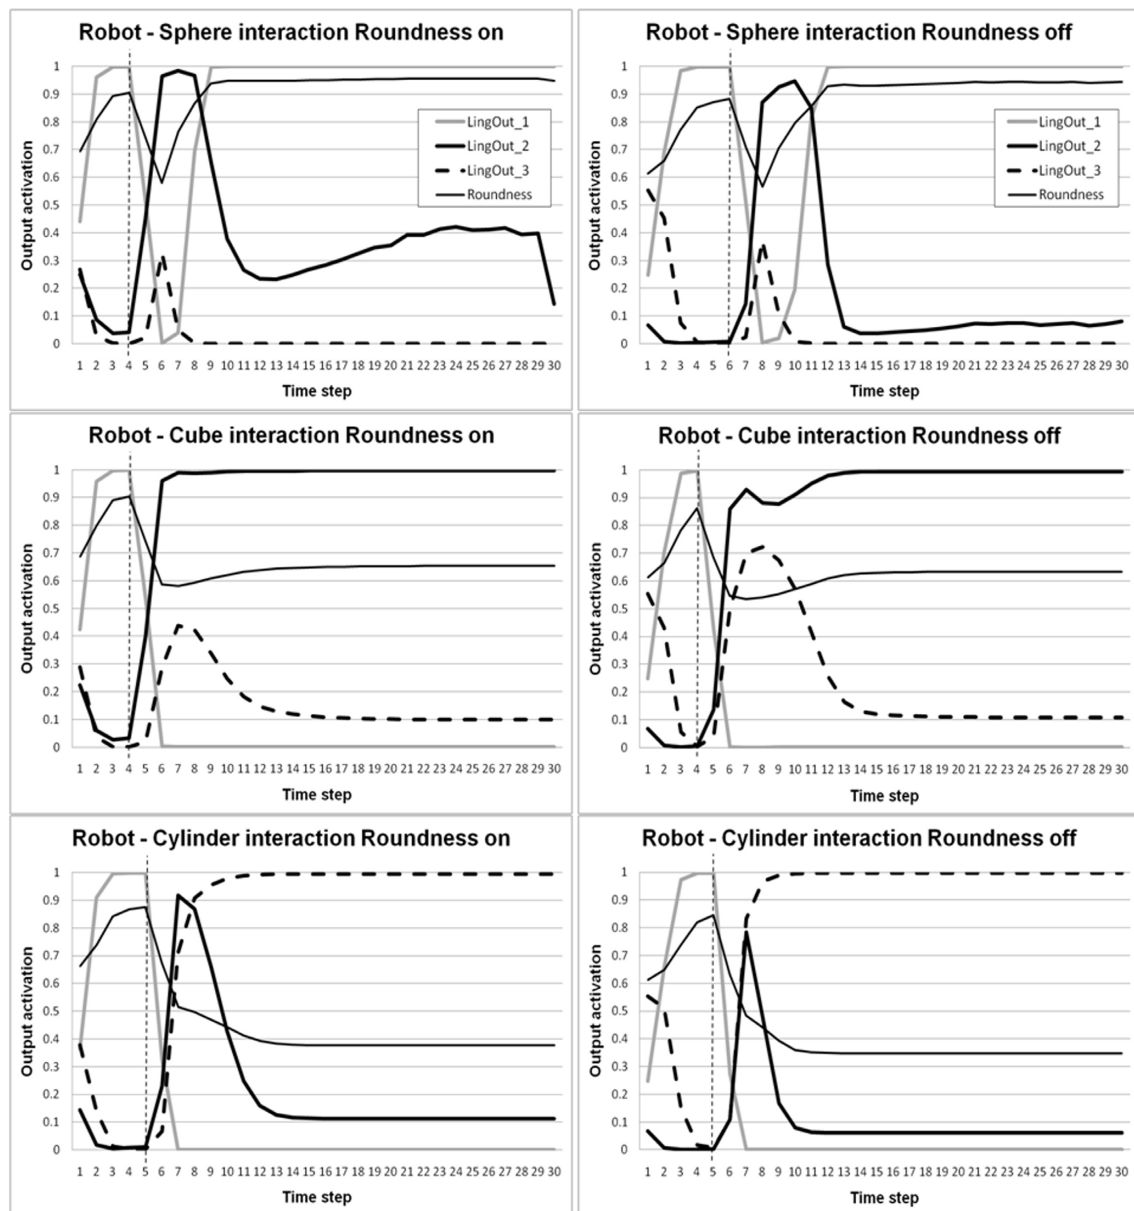 Robot - Sphere interaction Roundness on
1
0.9
0.8
0.7
0.6
0.5
0.4
0.3
0.2
0.1
0
Output activation
LingOut_1
LingOut_2
LingOut_3
Roundness
1 2 3 4 5 6 7 8 9 10 11 12 13 14 15 16 17 18 19 20 21 22 23 24 25 26 27 28 29 30
Time step
Robot - Sphere interaction Roundness off
1
0.9
0.8
0.7
0.6
0.5
0.4
0.3
0.2
0.1
0
Output activation
LingOut_1
LingOut_2
LingOut_3
Roundness
1 2 3 4 5 6 7 8 9 10 11 12 13 14 15 16 17 18 19 20 21 22 23 24 25 26 27 28 29 30
Time step
Robot - Cube interaction Roundness on
1
0.9
0.8
0.7
0.6
0.5
0.4
0.3
0.2
0.1
0
Output activation
1 2 3 4 5 6 7 8 9 10 11 12 13 14 15 16 17 18 19 20 21 22 23 24 25 26 27 28 29 30
Time step
Robot - Cube interaction Roundness off
1
0.9
0.8
0.7
0.6
0.5
0.4
0.3
0.2
0.1
0
Output activation
1 2 3 4 5 6 7 8 9 10 11 12 13 14 15 16 17 18 19 20 21 22 23 24 25 26 27 28 29 30
Time step
Robot - Cylinder interaction Roundness on
1
0.9
0.8
0.7
0.6
0.5
0.4
0.3
0.2
0.1
0
Output activation
1 2 3 4 5 6 7 8 9 10 11 12 13 14 15 16 17 18 19 20 21 22 23 24 25 26 27 28 29 30
Time step
Robot - Cylinder interaction Roundness off
1
0.9
0.8
0.7
0.6
0.5
0.4
0.3
0.2
0.1
0
Output activation
1 2 3 4 5 6 7 8 9 10 11 12 13 14 15 16 17 18 19 20 21 22 23 24 25 26 27 28 29 30
Time step